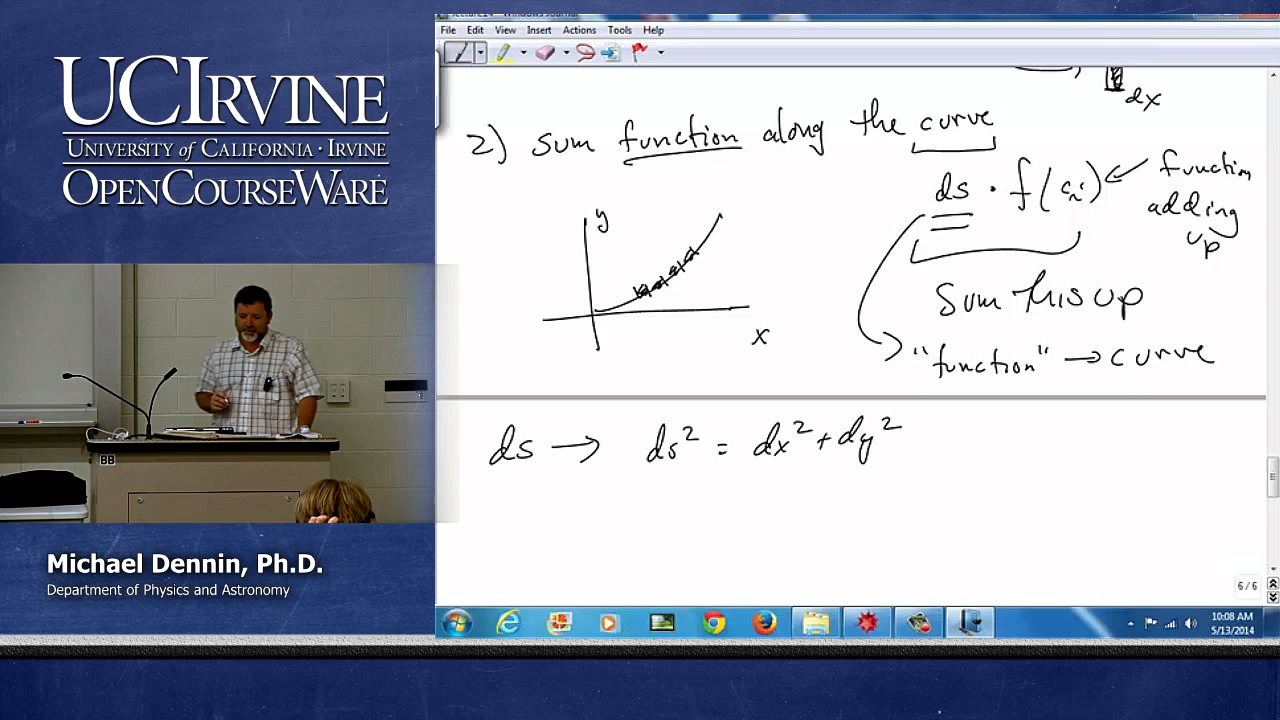 UCIRVINE
UNIVERSITY of CALIFORNIA · IRVINE
OPENCOURSEWARE
BB
Michael Dennin, Ph.D.
Department of Physics and Astronomy
File Edit View Insert Actions Tools Help
dx
2) sum function along the curve
ds · f( ) function
adding
up
y
x
Sum this up
"function" → curve
ds → ds² = dx² + dy²
6 / 6
10:08 AM
5/13/2014